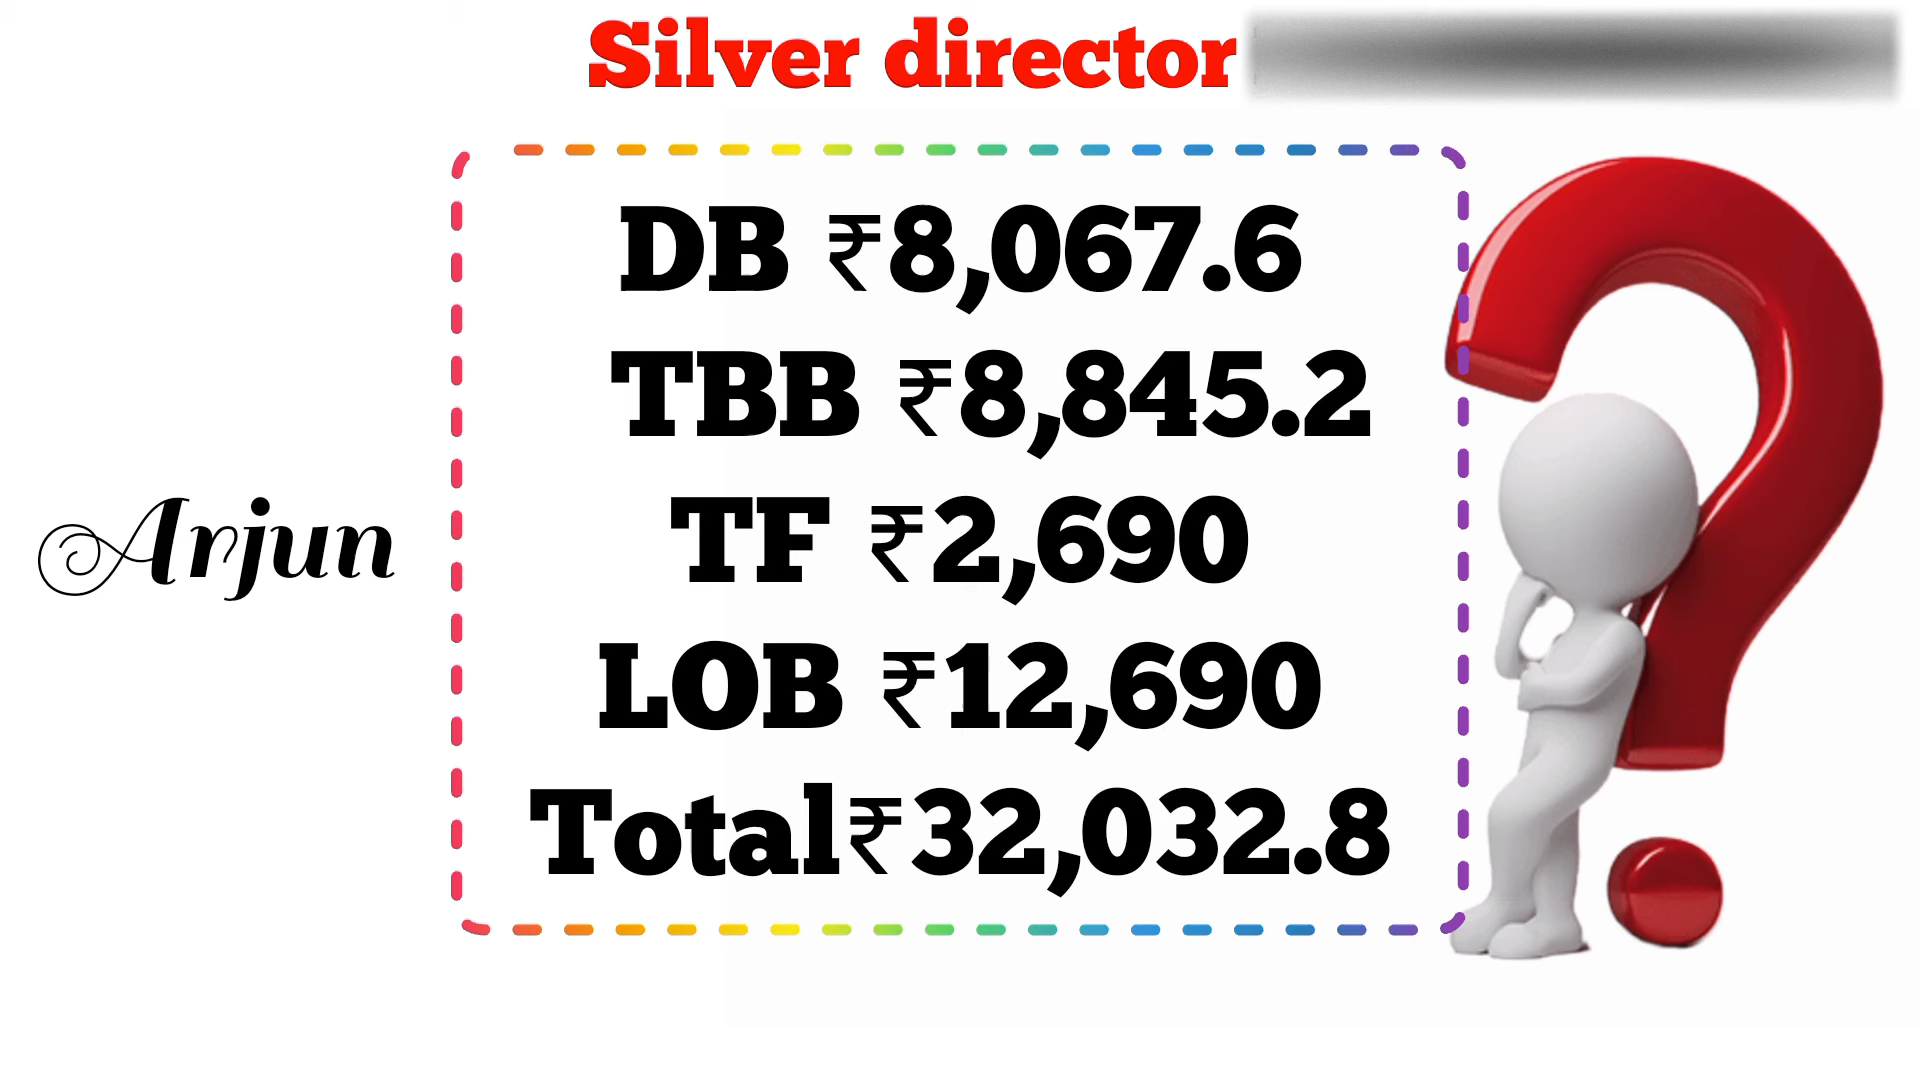 Silver director
Arjun
DB ₹8,067.6
TBB ₹8,845.2
TF ₹2,690
LOB ₹12,690
Total₹32,032.8